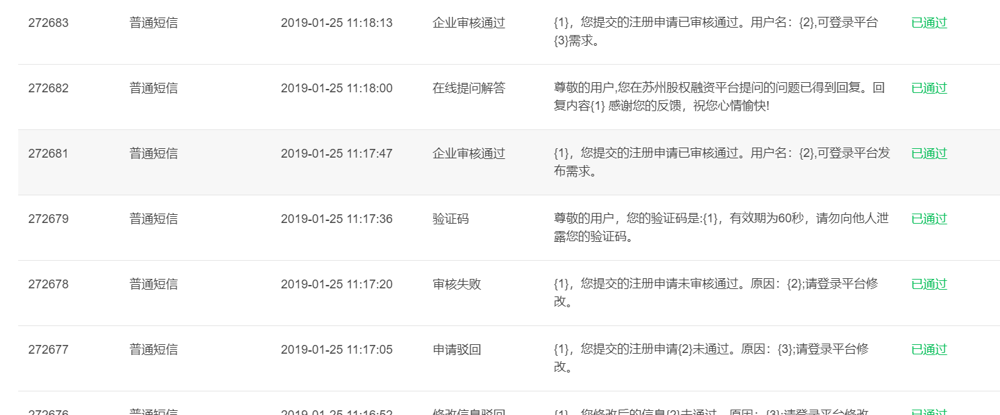 272683 普通短信 2019-01-25 11:18:13 企业审核通过 {1}，您提交的注册申请已审核通过。用户名：{2},可登录平台 已通过
{3}需求。
272682 普通短信 2019-01-25 11:18:00 在线提问解答 尊敬的用户,您在苏州股权融资平台提问的问题已得到回复。回 已通过
复内容{1} 感谢您的反馈，祝您心情愉快!
272681 普通短信 2019-01-25 11:17:47 企业审核通过 {1}，您提交的注册申请已审核通过。用户名：{2},可登录平台发 已通过
布需求。
272679 普通短信 2019-01-25 11:17:36 验证码 尊敬的用户，您的验证码是:{1}，有效期为60秒，请勿向他人泄 已通过
露您的验证码。
272678 普通短信 2019-01-25 11:17:20 审核失败 {1}，您提交的注册申请未审核通过。原因：{2};请登录平台修 已通过
改。
272677 普通短信 2019-01-25 11:17:05 申请驳回 {1}，您提交的注册申请{2}未通过。原因：{3};请登录平台修 已通过
改。
272676 普通短信 2019-01-25 11:16:52 修改信息驳回 {1}，您修改后的信息{2}未通过。原因：{3};请登录平台修改 已通过